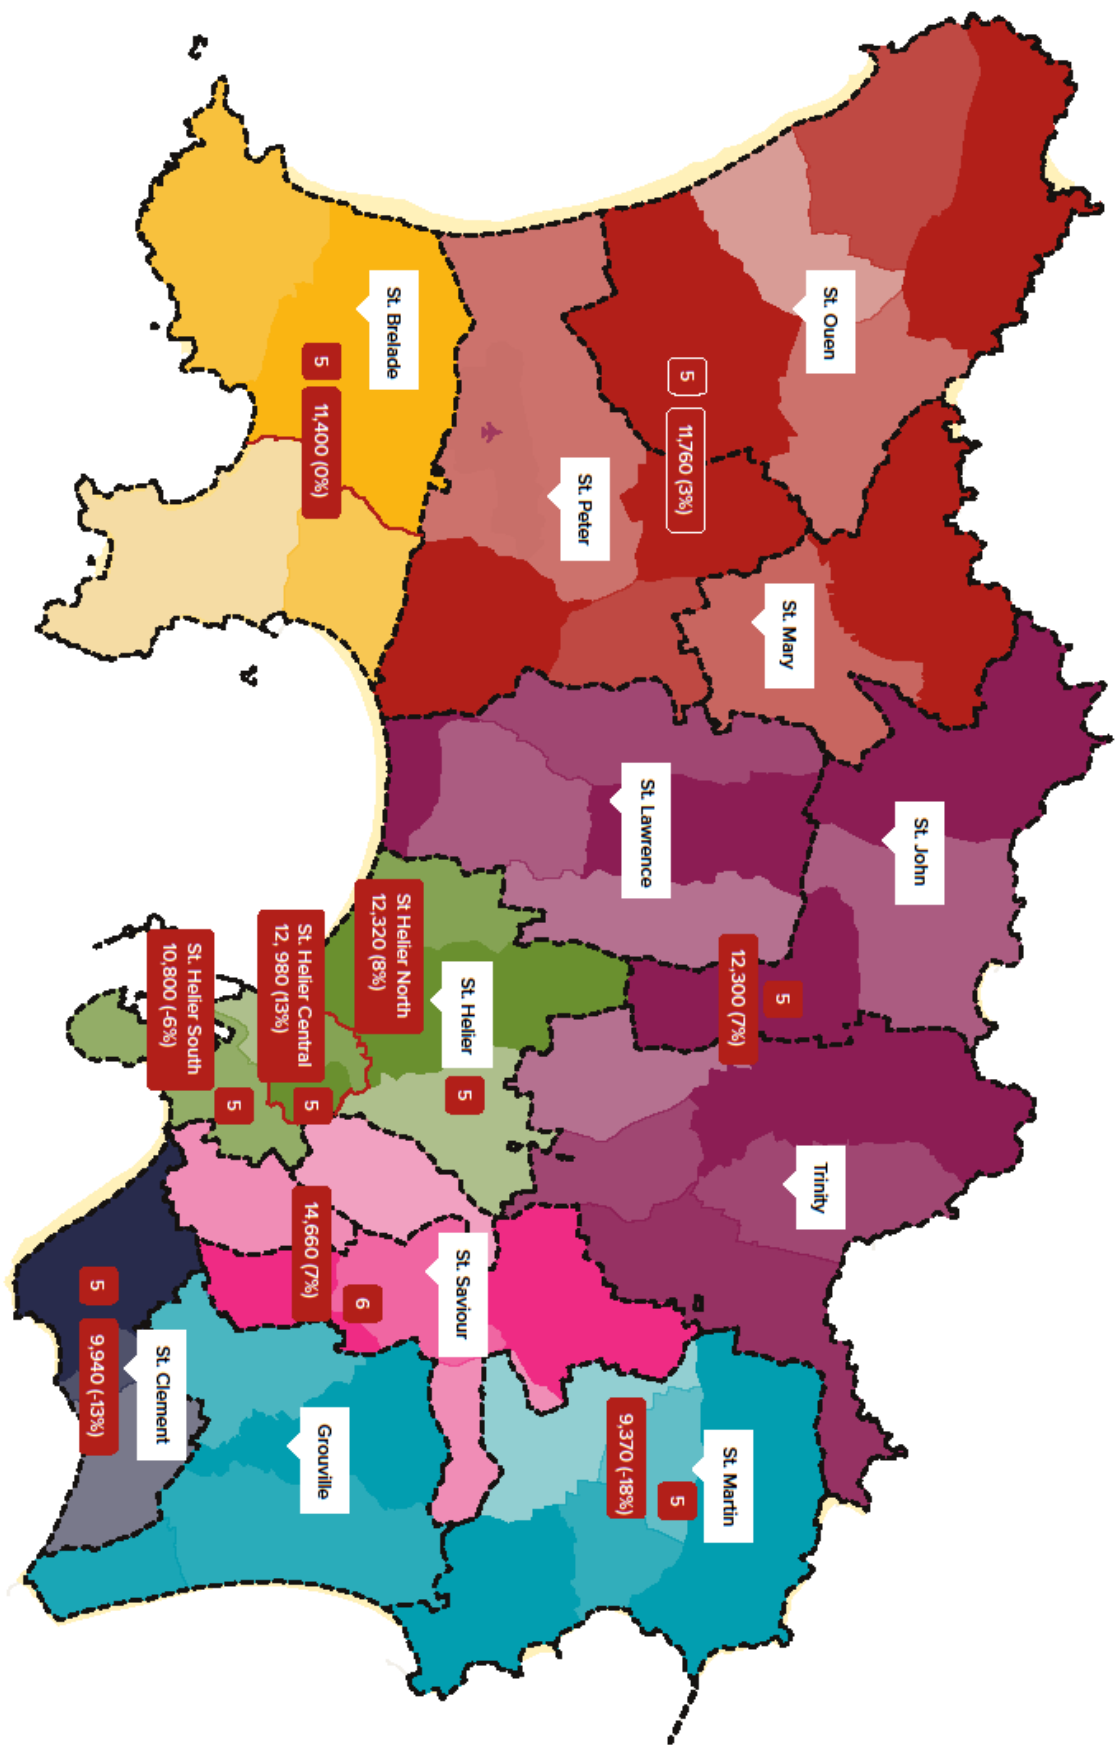 St. Ouen
5
11,760 (3%)
St. Peter
St. Mary
St. Brelade
5
11,400 (0%)
St. John
St. Lawrence
5
12,300 (7%)
Trinity
St. Helier
5
St Helier North
12,320 (8%)
St. Helier Central
12, 980 (13%)
5
St. Helier South
10,800 (-6%)
5
St. Saviour
6
14,660 (7%)
St. Martin
5
9,370 (-18%)
Grouville
St. Clement
5
9,940 (-13%)